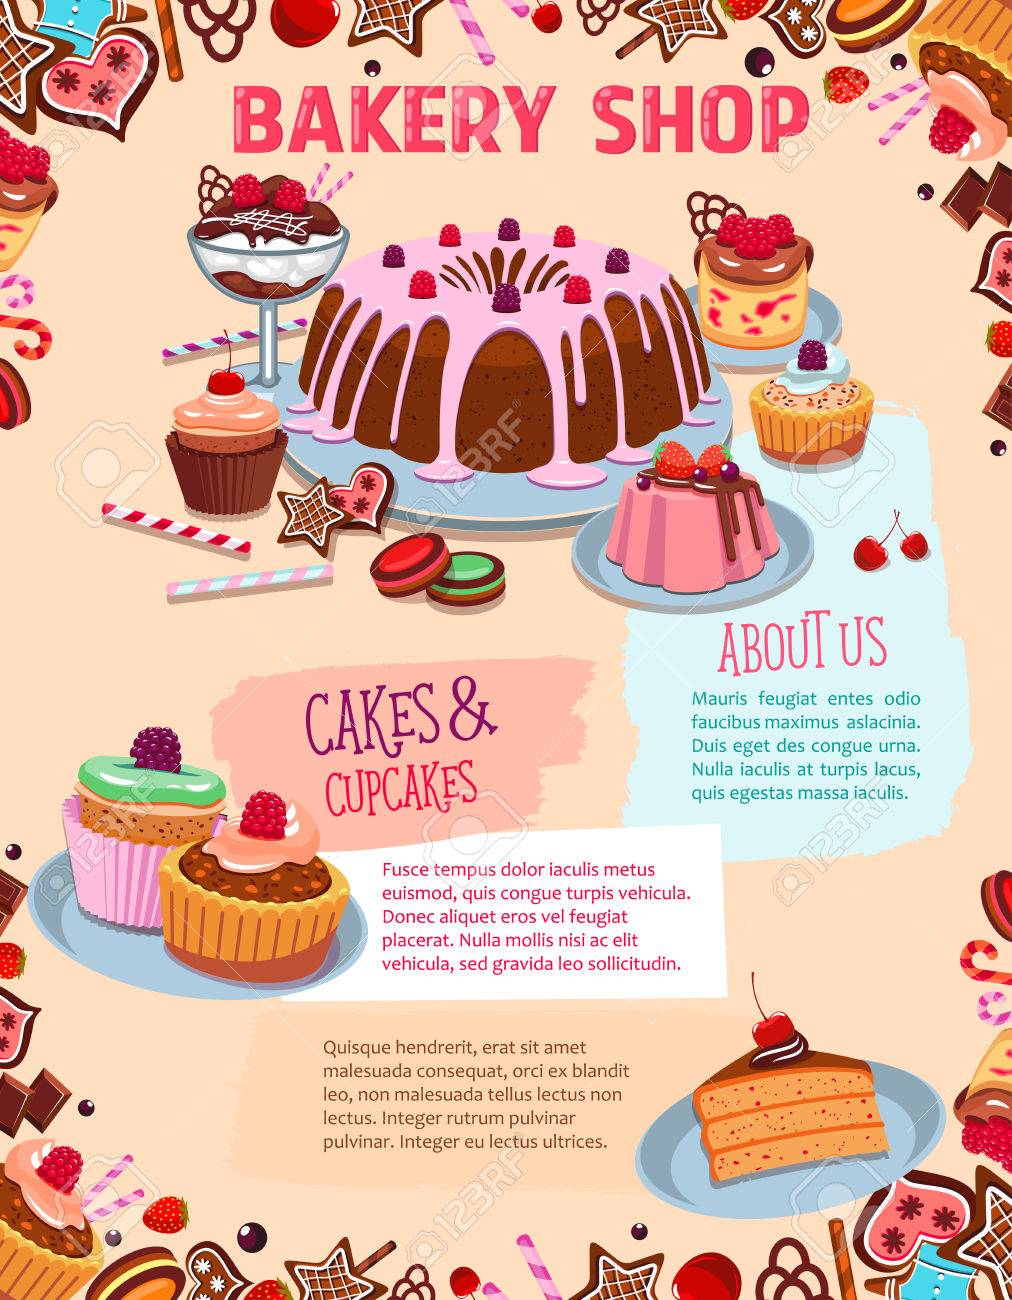 BAKERY SHOP
ABOUT US
Mauris feugiat entes odio
faucibus maximus aslacinia.
Duis eget des congue urna.
Nulla iaculis at turpis lacus,
quis egestas massa iaculis.
CAKES &
CUPCAKES
Fusce tempus dolor iaculis metus
euismod, quis congue turpis vehicula.
Donec aliquet eros vel feugiat
placerat. Nulla mollis nisi ac elit
vehicula, sed gravida leo sollicitudin.
Quisque hendrerit, erat sit amet
malesuada consequat, orci ex blandit
leo, non malesuada tellus lectus non
lectus. Integer rutrum pulvinar
pulvinar. Integer eu lectus ultrices.
123RF